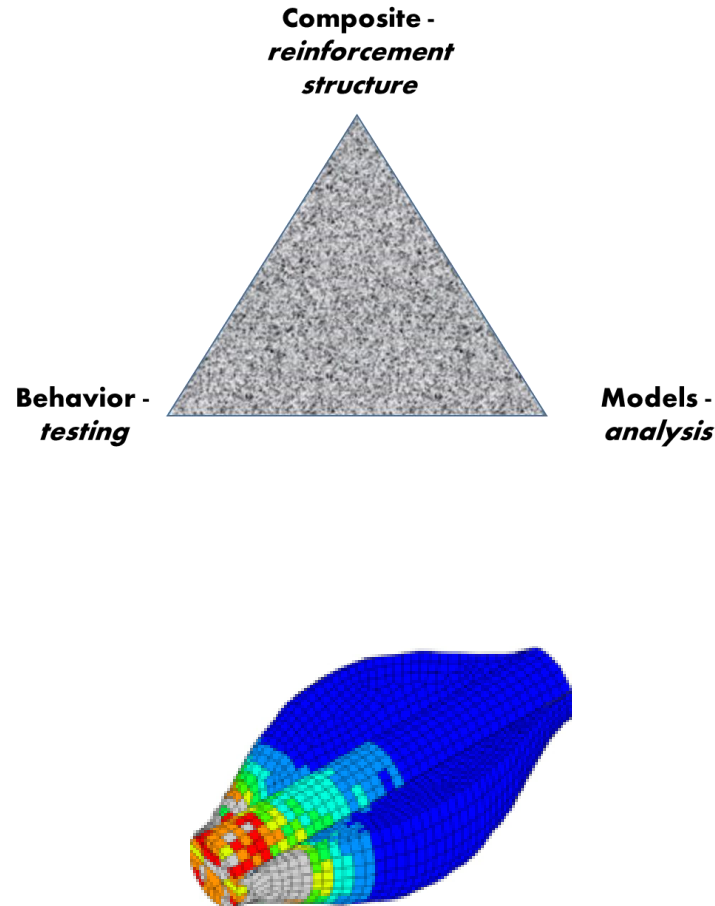 Composite -
reinforcement
structure
Behavior -
testing
Models -
analysis